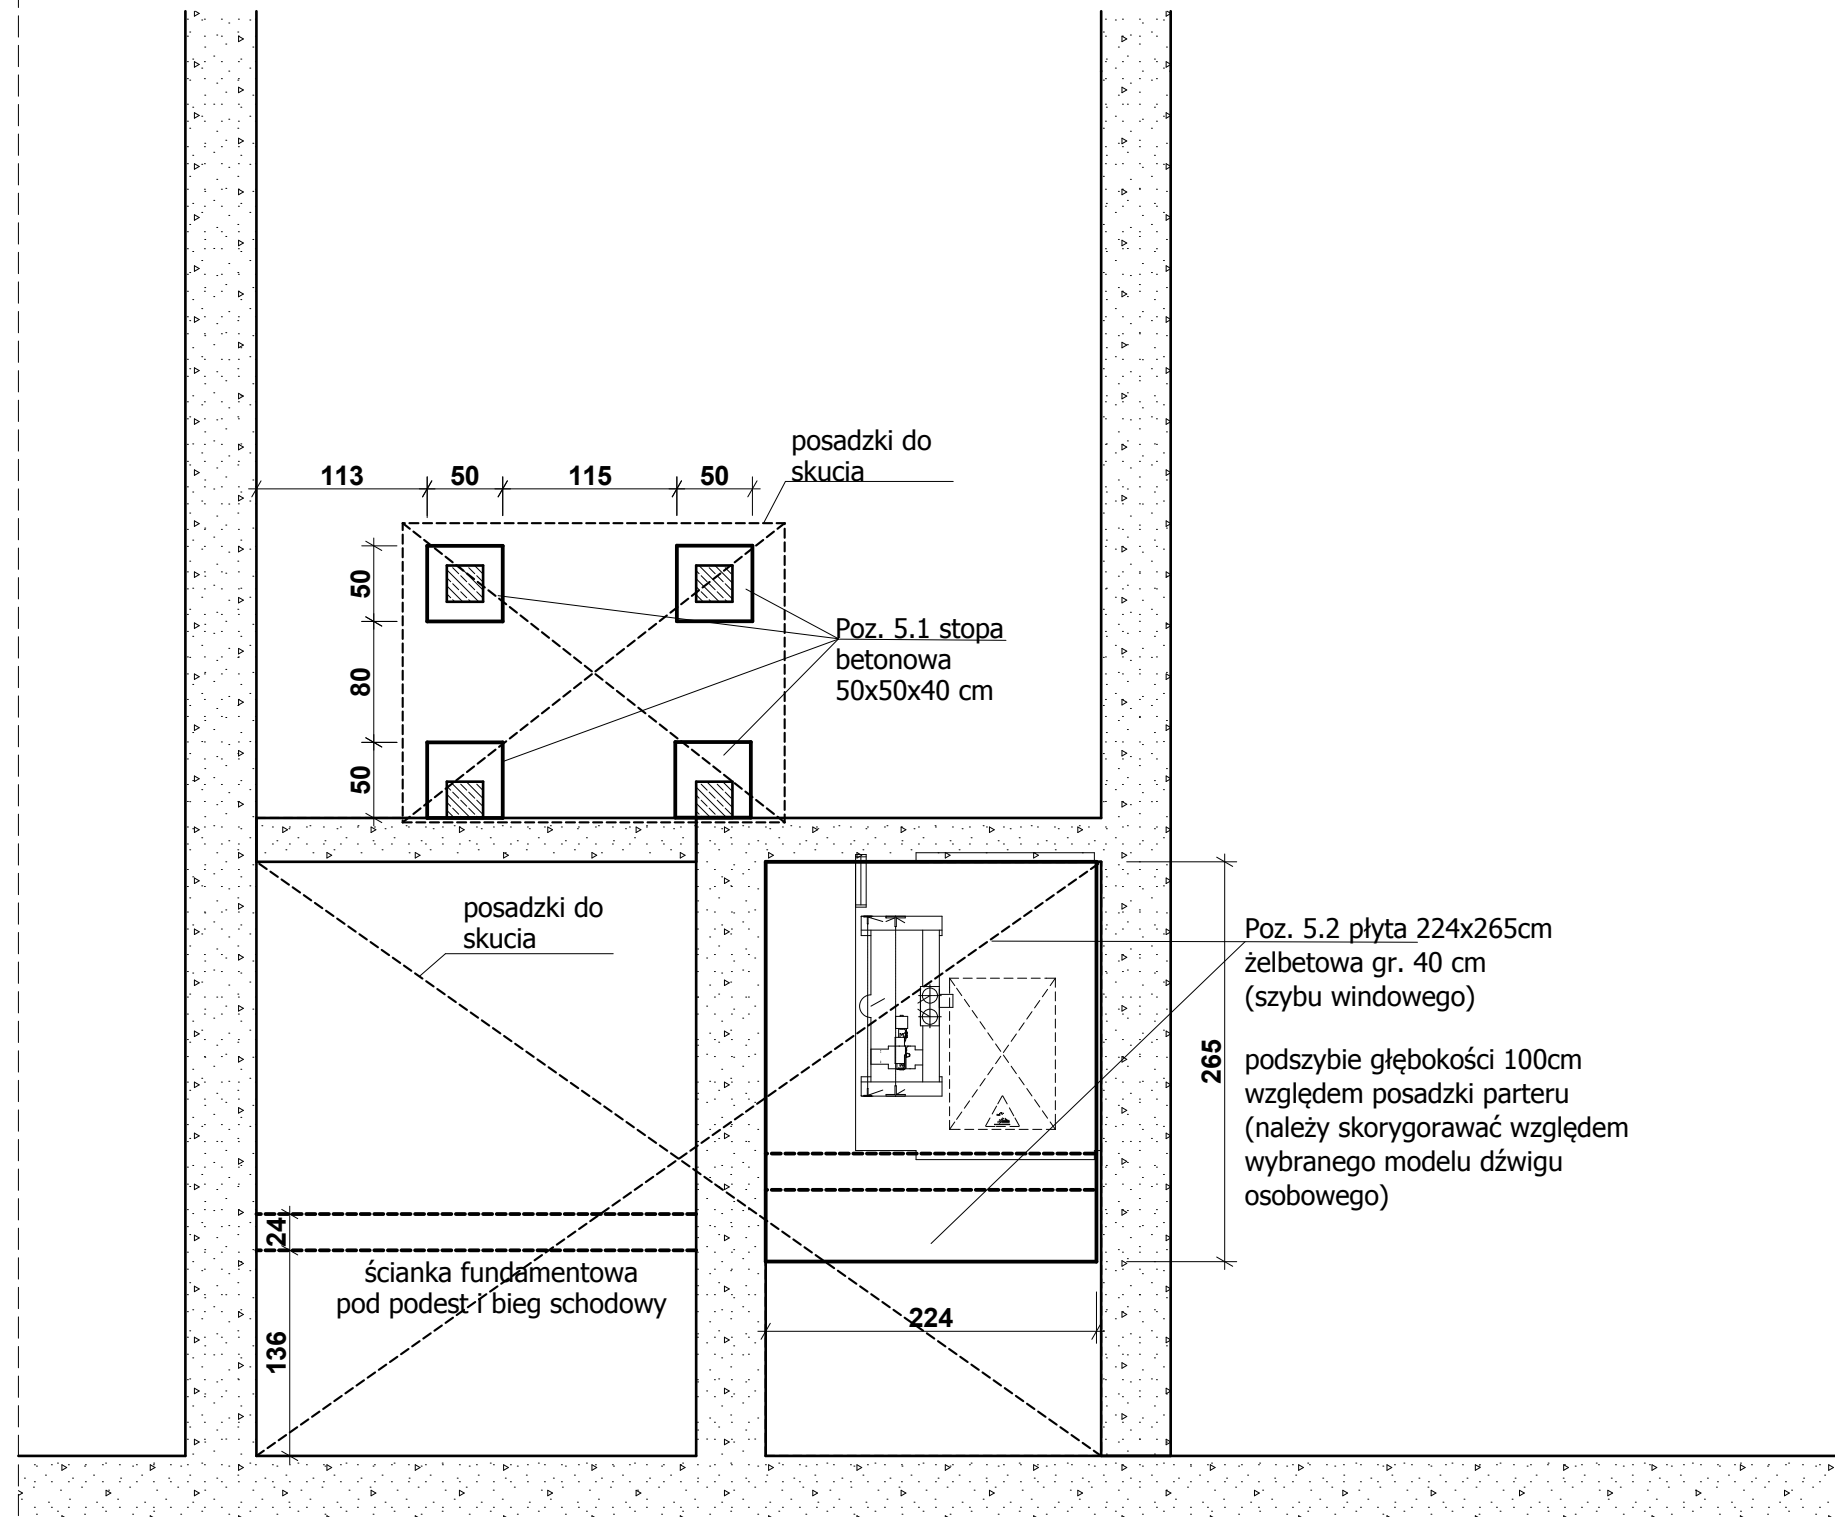 posadzki do
skucia
113
50
115
50
50
80
50
Poz. 5.1 stopa
betonowa
50x50x40 cm
posadzki do
skucia
Poz. 5.2 płyta 224x265cm
żelbetowa gr. 40 cm
(szybu windowego)
265
podszybie głębokości 100cm
względem posadzki parteru
(należy skorygorawać względem
wybranego modelu dźwigu
osobowego)
24
ścianka fundamentowa
pod podest i bieg schodowy
136
224